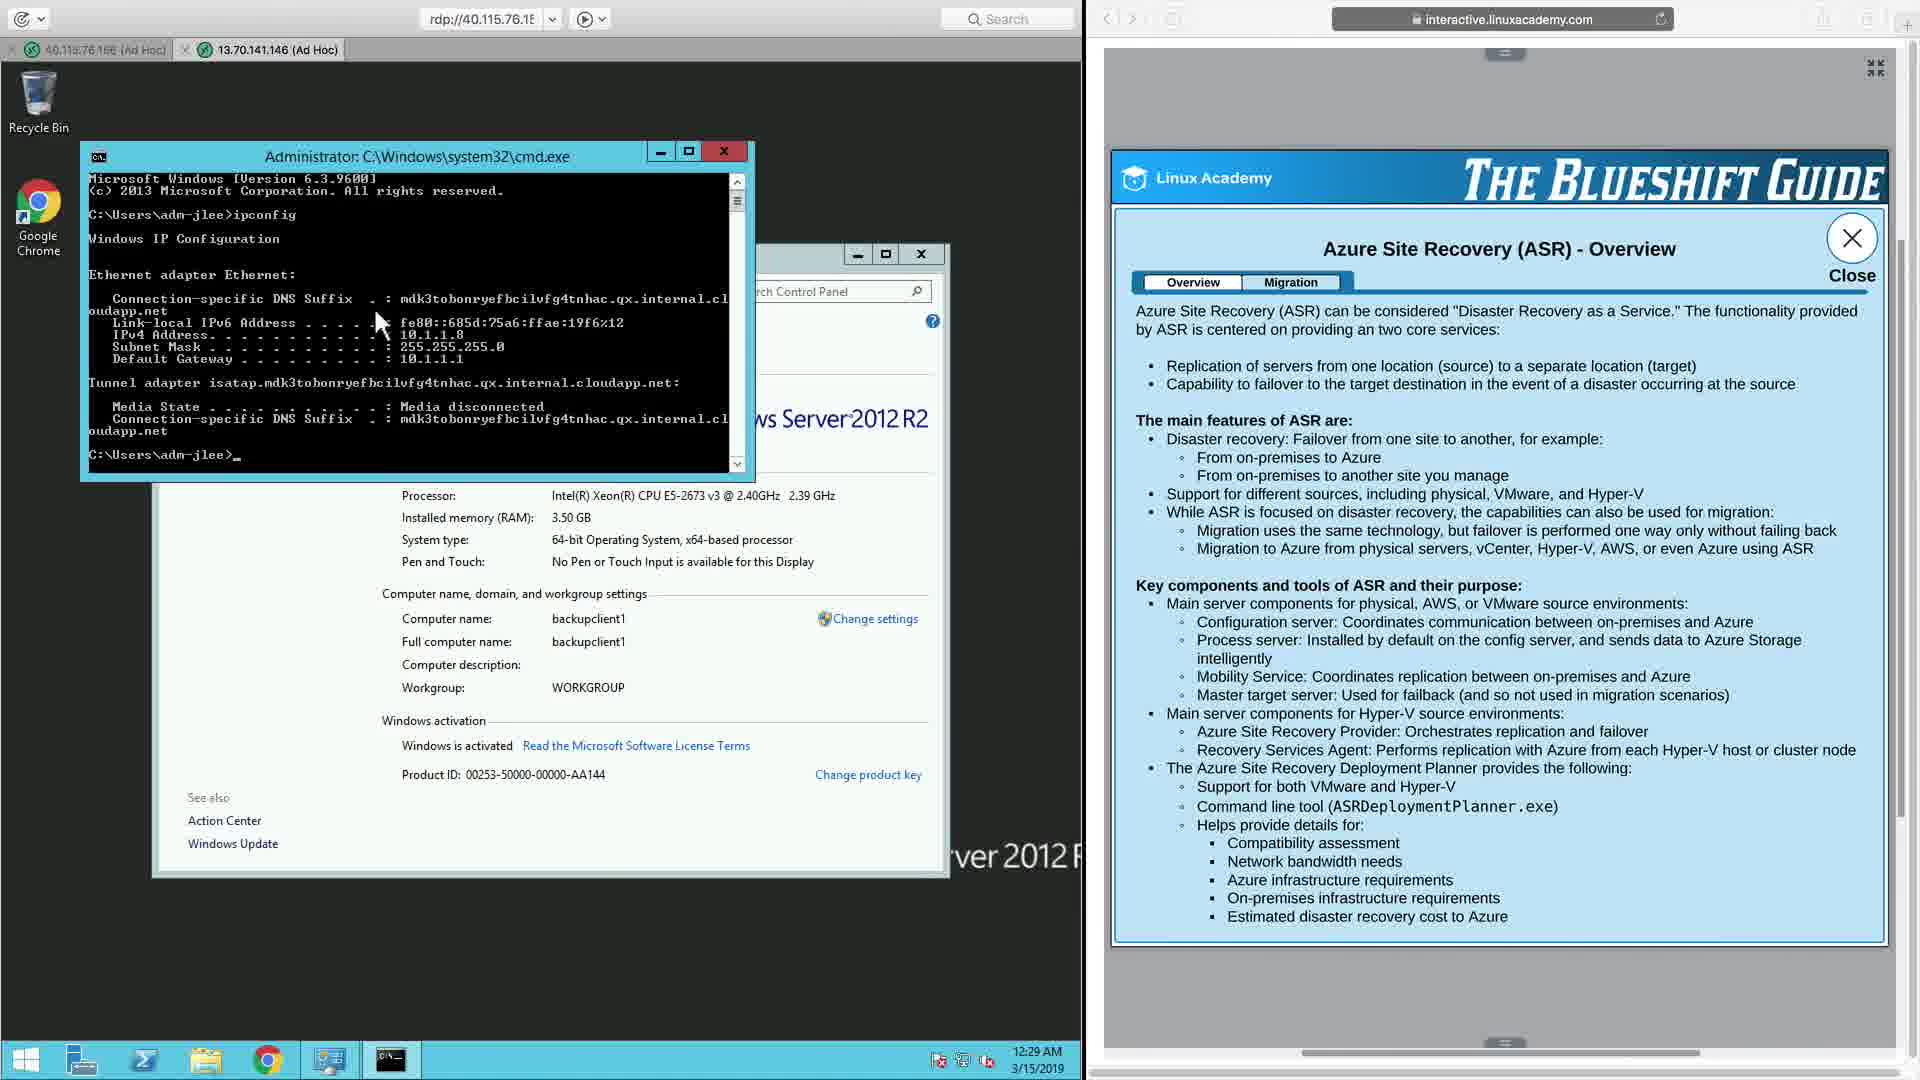 rdp://40.115.76.15
Search
interactive.linuxacademy.com
40.115.76.156 (Ad Hoc)
13.70.141.146 (Ad Hoc)
Recycle Bin
Google
Chrome
Administrator: C:\Windows\system32\cmd.exe
Microsoft Windows [Version 6.3.9600]
(c) 2013 Microsoft Corporation. All rights reserved.
C:\Users\adm-jlee>ipconfig
Windows IP Configuration
Ethernet adapter Ethernet:
Connection-specific DNS Suffix  . : mdk3tobonryefbcilvfg4tnhac.qx.internal.cl
oudapp.net
Link-local IPv6 Address . . . . . : fe80::685d:75a6:ffae:19f6%12
IPv4 Address. . . . . . . . . . . : 10.1.1.8
Subnet Mask . . . . . . . . . . . : 255.255.255.0
Default Gateway . . . . . . . . . : 10.1.1.1
Tunnel adapter isatap.mdk3tobonryefbcilvfg4tnhac.qx.internal.cloudapp.net:
Media State . . . . . . . . . . . : Media disconnected
Connection-specific DNS Suffix  . : mdk3tobonryefbcilvfg4tnhac.qx.internal.cl
oudapp.net
C:\Users\adm-jlee>_
rch Control Panel
ws Server 2012 R2
Processor: Intel(R) Xeon(R) CPU E5-2673 v3 @ 2.40GHz 2.39 GHz
Installed memory (RAM): 3.50 GB
System type: 64-bit Operating System, x64-based processor
Pen and Touch: No Pen or Touch Input is available for this Display
Computer name, domain, and workgroup settings
Computer name: backupclient1 Change settings
Full computer name: backupclient1
Computer description:
Workgroup: WORKGROUP
Windows activation
Windows is activated Read the Microsoft Software License Terms
Product ID: 00253-50000-00000-AA144 Change product key
See also
Action Center
Windows Update
ver 2012 R
12:29 AM
3/15/2019
Linux Academy
THE BLUESHIFT GUIDE
Azure Site Recovery (ASR) - Overview
Close
Overview Migration
Azure Site Recovery (ASR) can be considered "Disaster Recovery as a Service." The functionality provided
by ASR is centered on providing an two core services:
• Replication of servers from one location (source) to a separate location (target)
• Capability to failover to the target destination in the event of a disaster occurring at the source
The main features of ASR are:
• Disaster recovery: Failover from one site to another, for example:
◦ From on-premises to Azure
◦ From on-premises to another site you manage
• Support for different sources, including physical, VMware, and Hyper-V
• While ASR is focused on disaster recovery, the capabilities can also be used for migration:
◦ Migration uses the same technology, but failover is performed one way only without failing back
◦ Migration to Azure from physical servers, vCenter, Hyper-V, AWS, or even Azure using ASR
Key components and tools of ASR and their purpose:
• Main server components for physical, AWS, or VMware source environments:
◦ Configuration server: Coordinates communication between on-premises and Azure
◦ Process server: Installed by default on the config server, and sends data to Azure Storage
intelligently
◦ Mobility Service: Coordinates replication between on-premises and Azure
◦ Master target server: Used for failback (and so not used in migration scenarios)
• Main server components for Hyper-V source environments:
◦ Azure Site Recovery Provider: Orchestrates replication and failover
◦ Recovery Services Agent: Performs replication with Azure from each Hyper-V host or cluster node
• The Azure Site Recovery Deployment Planner provides the following:
◦ Support for both VMware and Hyper-V
◦ Command line tool (ASRDeploymentPlanner.exe)
◦ Helps provide details for:
▪ Compatibility assessment
▪ Network bandwidth needs
▪ Azure infrastructure requirements
▪ On-premises infrastructure requirements
▪ Estimated disaster recovery cost to Azure